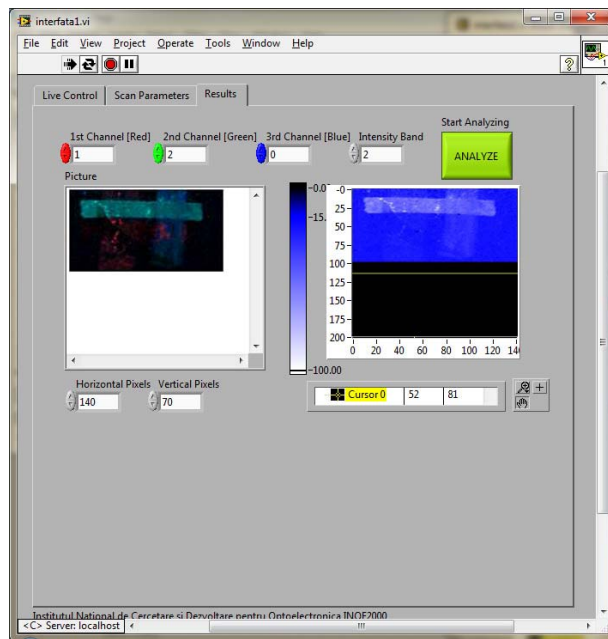 interfata1.vi
File Edit View Project Operate Tools Window Help
Live Control Scan Parameters Results
Start Analyzing
1st Channel [Red] 2nd Channel [Green] 3rd Channel [Blue] Intensity Band
1 2 0 2 ANALYZE
Picture
-0.0
-15.
-100.00
-0
25
50
75
100
125
150
175
200
0 20 40 60 80 100 120 140
Horizontal Pixels Vertical Pixels
140 70
Cursor 0 52 81
Institutul National de Cercetare si Dezvoltare pentru Optoelectronica INOE2000
<C> Server: localhost